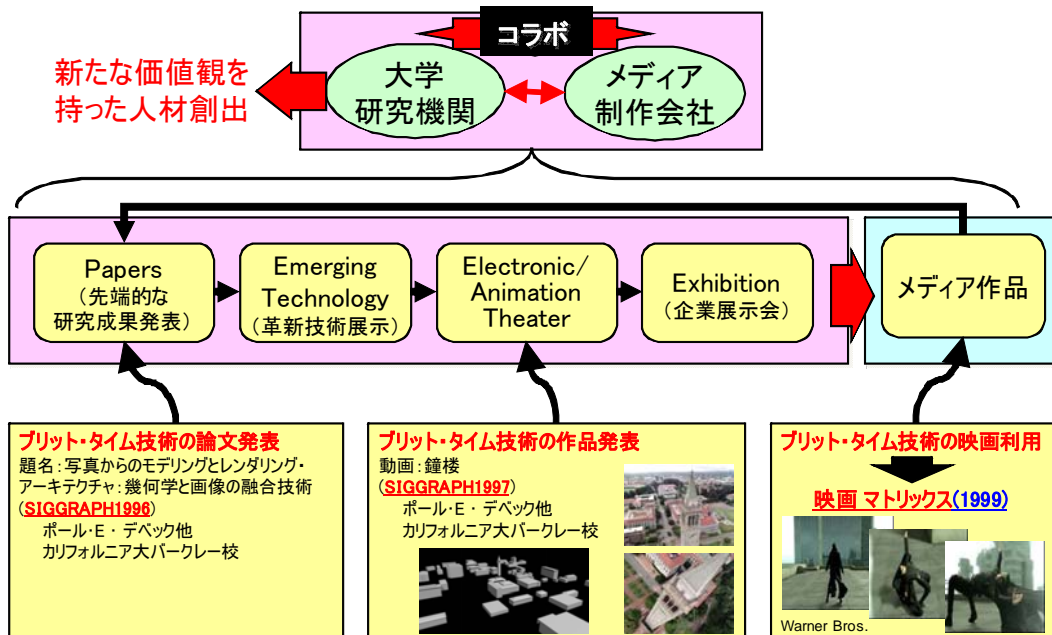 コラボ
大学
研究機関
メディア
制作会社
新たな価値観を
持った人材創出
Papers
（先端的な
研究成果発表）
Emerging
Technology
（革新技術展示）
Electronic/
Animation
Theater
Exhibition
（企業展示会）
メディア作品
ブリット・タイム技術の論文発表
題名：写真からのモデリングとレンダリング・
アーキテクチャ：幾何学と画像の融合技術
（SIGGRAPH1996）
ポール・E・デベック他
カリフォルニア大バークレー校
ブリット・タイム技術の作品発表
動画：鐘楼
（SIGGRAPH1997）
ポール・E・デベック他
カリフォルニア大バークレー校
ブリット・タイム技術の映画利用
映画 マトリックス(1999)
Warner Bros.